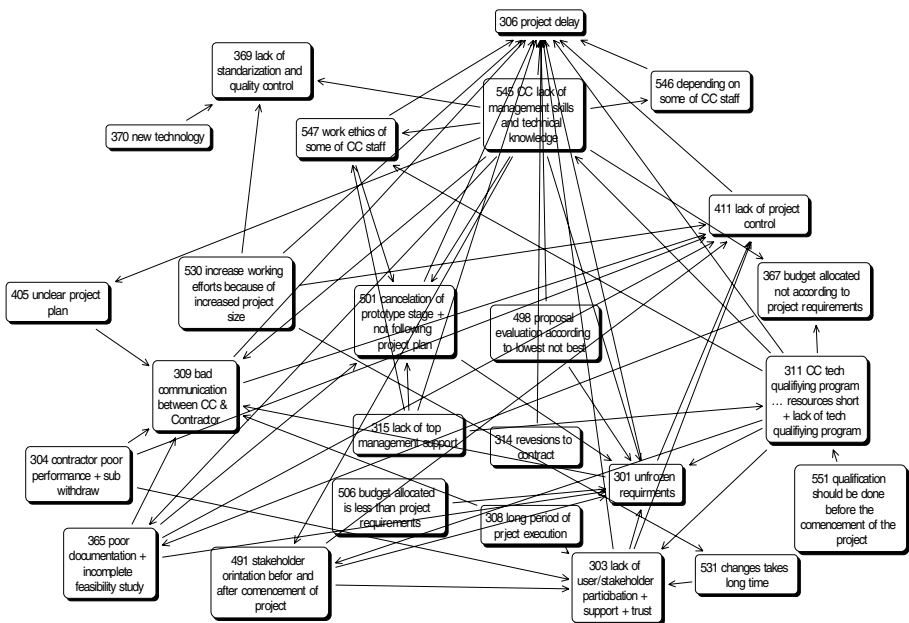 306 project delay
369 lack of
standarization and
quality control
545 CC lack of
management skills
and technical
knowledge
546 depending on
some of CC staff
370 new technology
547 work ethics of
some of CC staff
411 lack of project
control
530 increase working
efforts because of
increased project
size
405 unclear project
plan
501 cancelation of
prototype stage +
not following
project plan
367 budget allocated
not according to
project requirements
498 proposal
evaluation according
to lowest not best
309 bad
communication
between CC &
Contractor
311 CC tech
qualifiying program
... resources short
+ lack of tech
qualifiying program
315 lack of top
management support
314 revesions to
contract
304 contractor poor
performance + sub
withdraw
301 unfrozen
requirments
551 qualification
should be done
before the
comencement of the
project
506 budget allocated
is less than project
requirements
308 long period of
prject execution
365 poor
documentation +
incomplete
feasibility study
491 stakeholder
orintation befor and
after comencement of
project
303 lack of
user/stakeholder
particibation +
support + trust
531 changes takes
long time